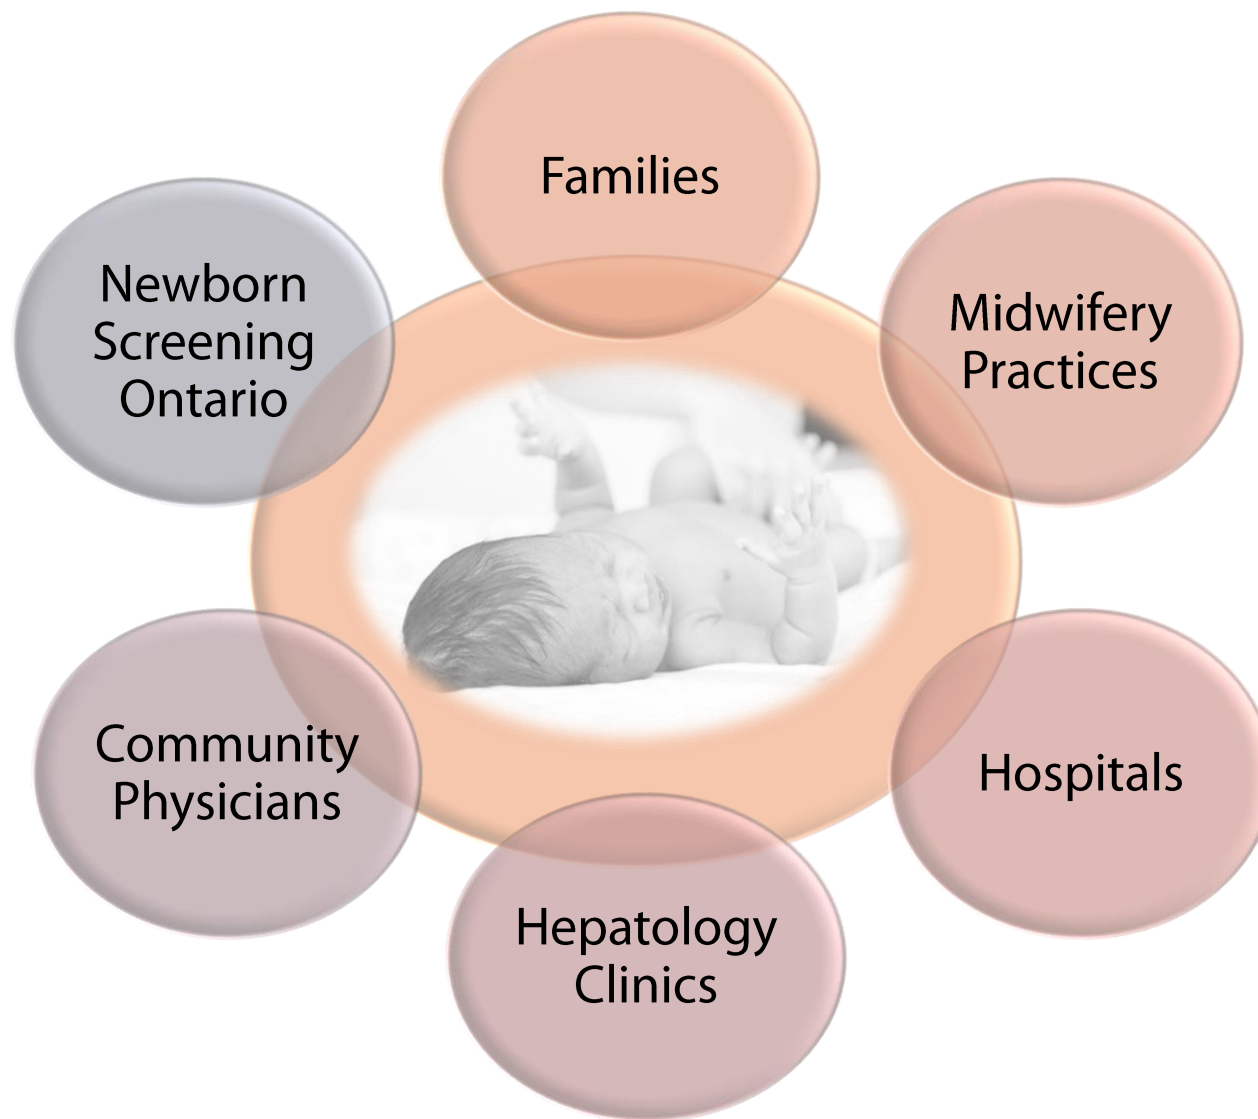 Families
Newborn
Screening
Ontario
Midwifery
Practices
Community
Physicians
Hospitals
Hepatology
Clinics